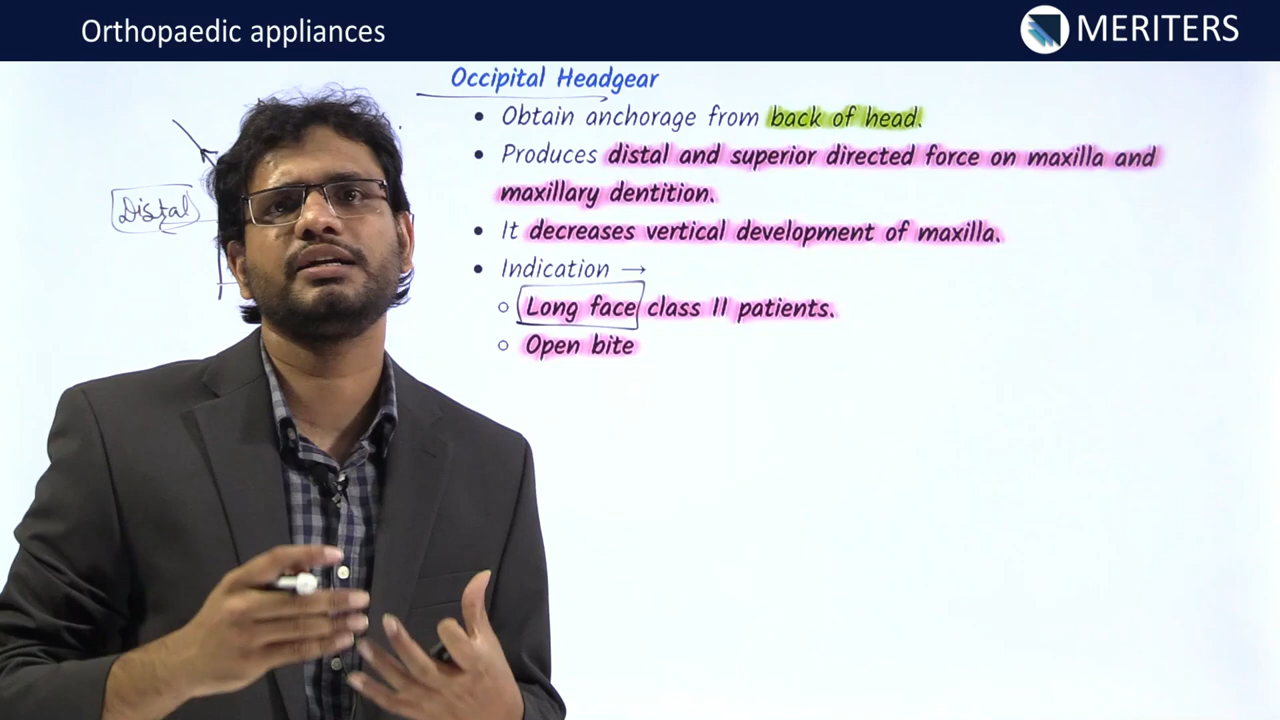 Orthopaedic appliances
MERITERS
Occipital Headgear
• Obtain anchorage from back of head.
• Produces distal and superior directed force on maxilla and
maxillary dentition.
• It decreases vertical development of maxilla.
• Indication →
○ Long face class II patients.
○ Open bite
Distal